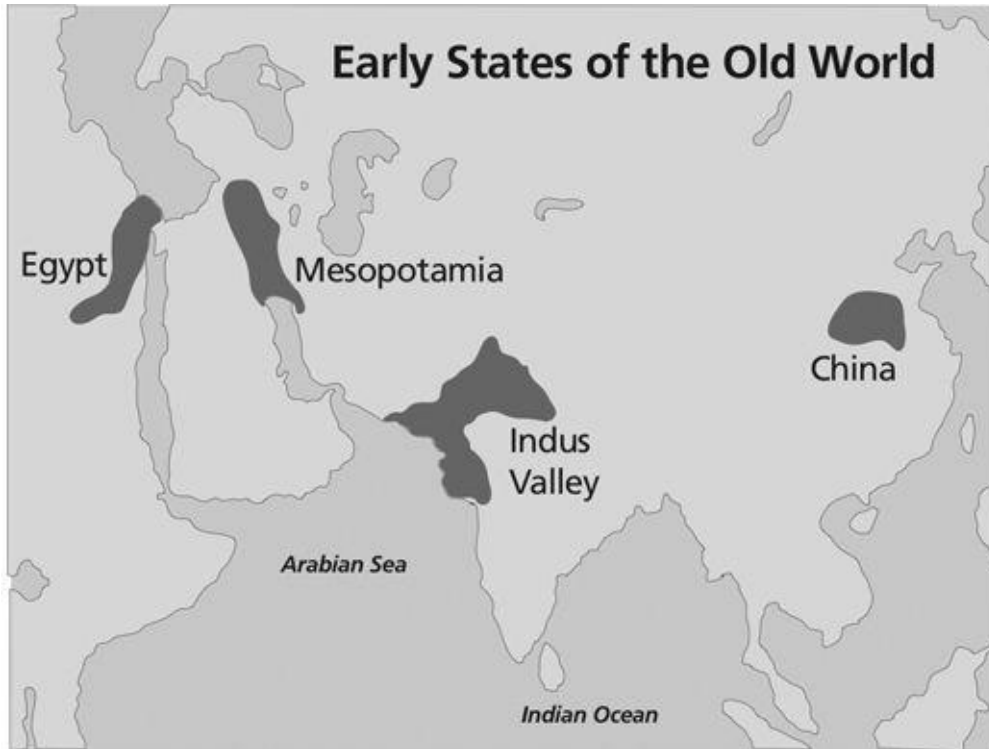 Early States of the Old World
Egypt
Mesopotamia
China
Indus
Valley
Arabian Sea
Indian Ocean